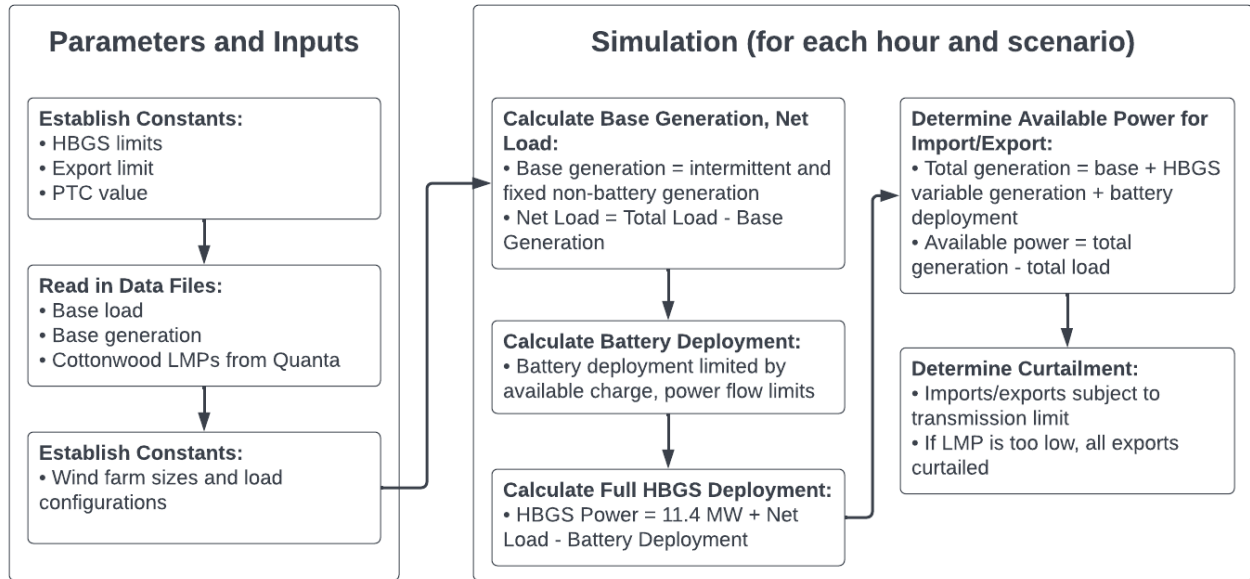 Parameters and Inputs
Establish Constants:
• HBGS limits
• Export limit
• PTC value
Read in Data Files:
• Base load
• Base generation
• Cottonwood LMPs from Quanta
Establish Constants:
• Wind farm sizes and load
configurations
Simulation (for each hour and scenario)
Calculate Base Generation, Net
Load:
• Base generation = intermittent and
fixed non-battery generation
• Net Load = Total Load - Base
Generation
Calculate Battery Deployment:
• Battery deployment limited by
available charge, power flow limits
Calculate Full HBGS Deployment:
• HBGS Power = 11.4 MW + Net
Load - Battery Deployment
Determine Available Power for
Import/Export:
• Total generation = base + HBGS
variable generation + battery
deployment
• Available power = total
generation - total load
Determine Curtailment:
• Imports/exports subject to
transmission limit
• If LMP is too low, all exports
curtailed